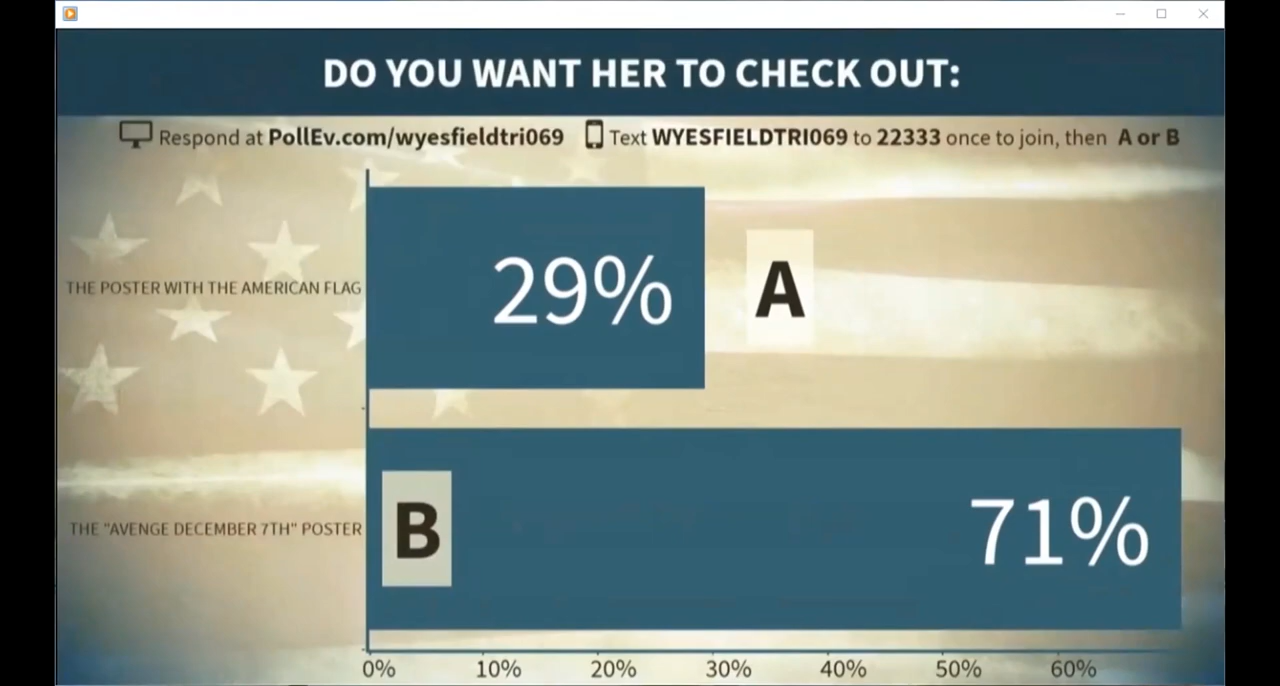 DO YOU WANT HER TO CHECK OUT:
Respond at PollEv.com/wyesfieldtri069 Text WYESFIELDTRI069 to 22333 once to join, then A or B
THE POSTER WITH THE AMERICAN FLAG
29%
A
THE "AVENGE DECEMBER 7TH" POSTER
B
71%
0% 10% 20% 30% 40% 50% 60%